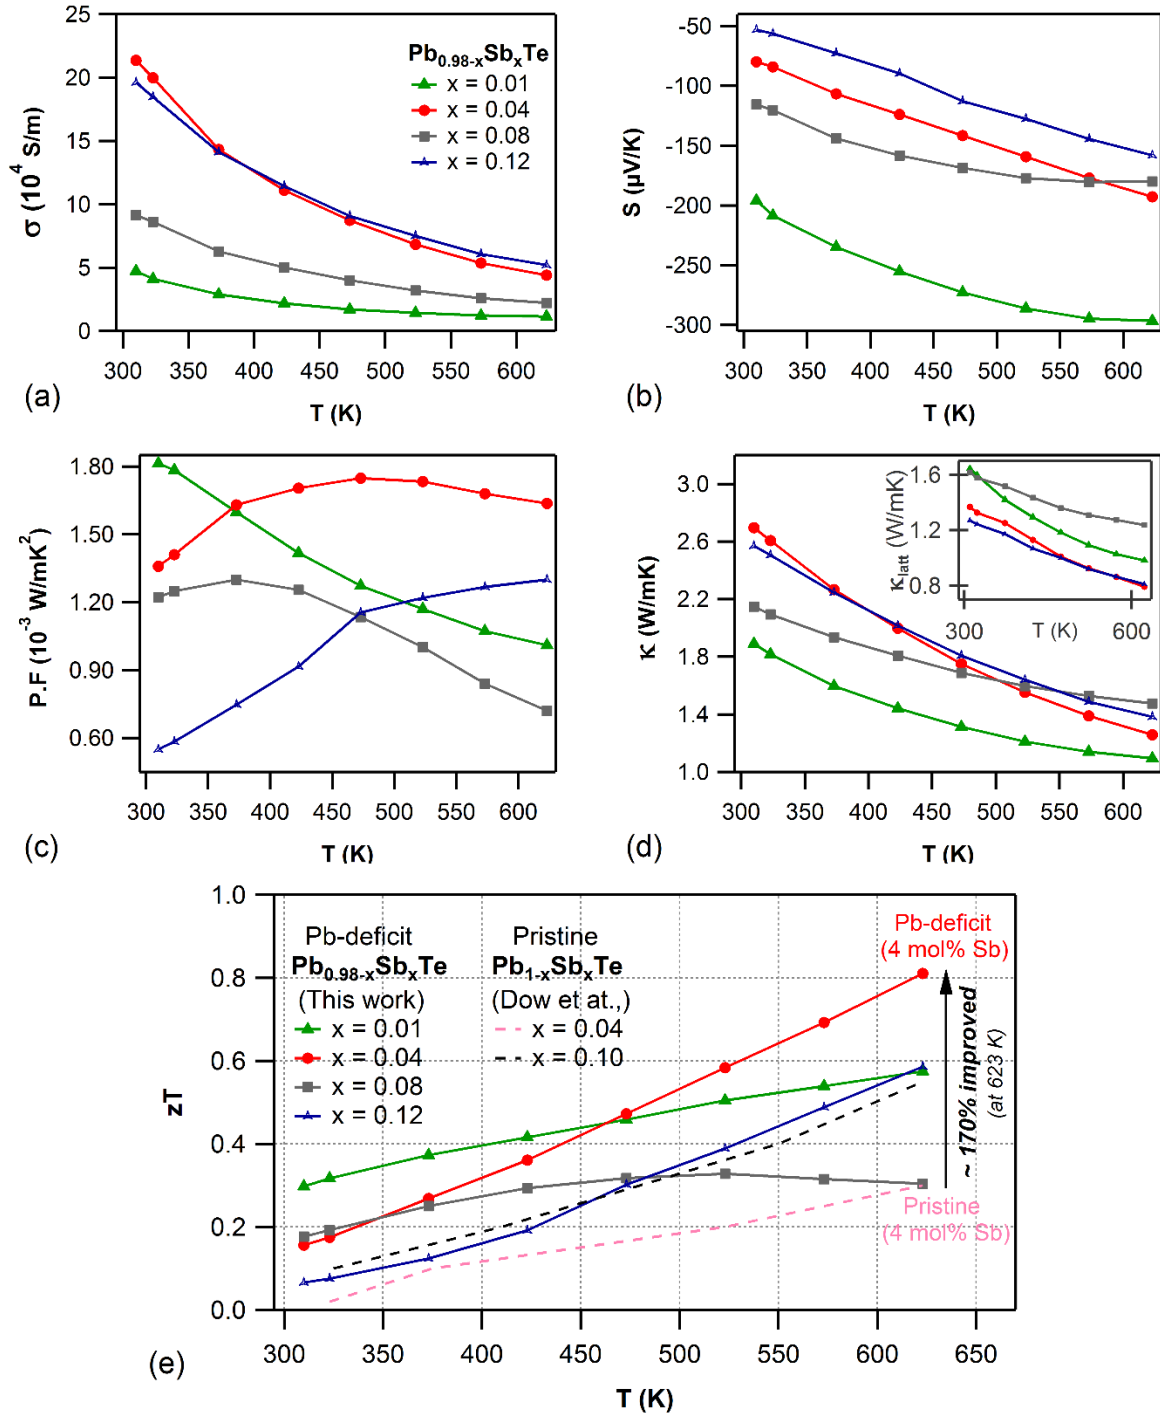 25
20
15
10
5
0
σ (10⁴ S/m)
Pb₀.₉₈₋ₓSbₓTe
x = 0.01
x = 0.04
x = 0.08
x = 0.12
300 350 400 450 500 550 600
T (K)
(a)
-50
-100
-150
-200
-250
-300
S (µV/K)
300 350 400 450 500 550 600
T (K)
(b)
1.80
1.50
1.20
0.90
0.60
P.F (10⁻³ W/mK²)
300 350 400 450 500 550 600
T (K)
(c)
3.0
2.6
2.2
1.8
1.4
1.0
κ (W/mK)
1.6
1.2
0.8
κlatt (W/mK)
300 600
T (K)
300 350 400 450 500 550 600
T (K)
(d)
1.0
0.8
0.6
0.4
0.2
0.0
zT
Pb-deficit
Pb₀.₉₈₋ₓSbₓTe
(This work)
x = 0.01
x = 0.04
x = 0.08
x = 0.12
Pristine
Pb₁₋ₓSbₓTe
(Dow et at.,)
x = 0.04
x = 0.10
Pb-deficit
(4 mol% Sb)
~ 170% improved
(at 623 K)
Pristine
(4 mol% Sb)
300 350 400 450 500 550 600 650
T (K)
(e)